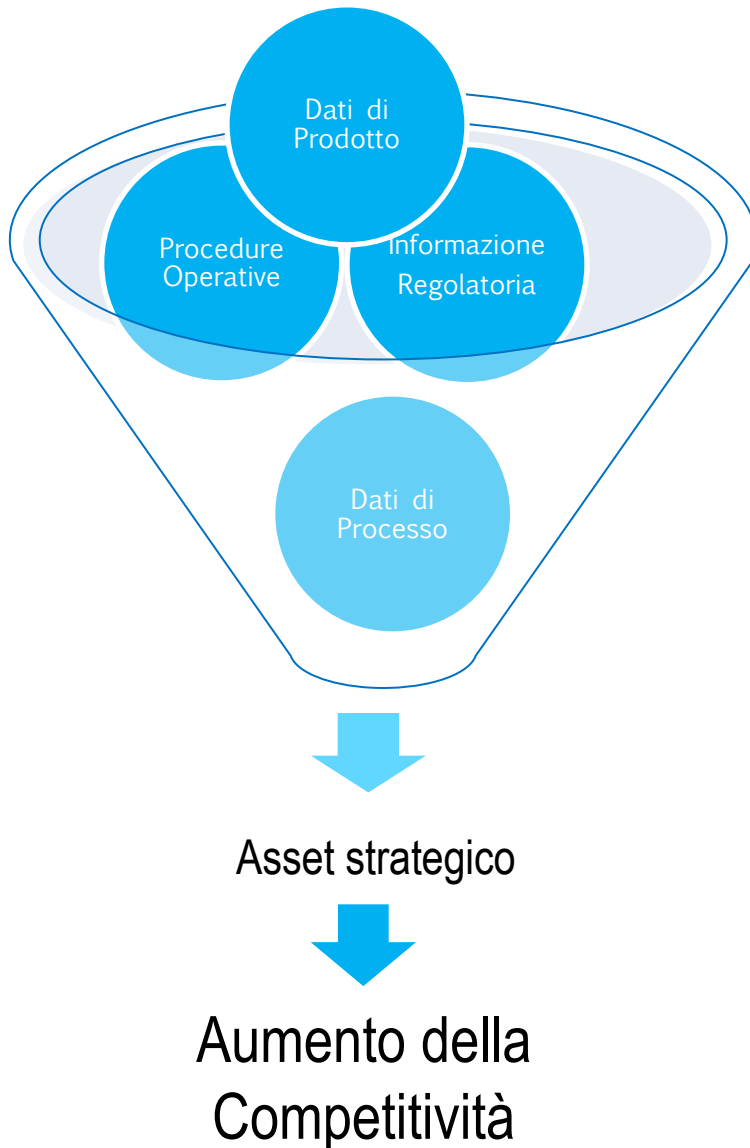 Dati di
Prodotto
Procedure
Operative
Informazione
Regolatoria
Dati di
Processo
Asset strategico
Aumento della
Competitività